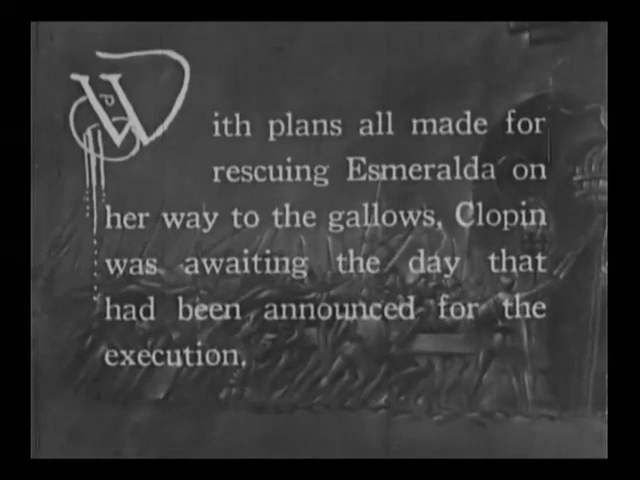 With plans all made for
rescuing Esmeralda on
her way to the gallows, Clopin
was awaiting the day that
had been announced for the
execution.